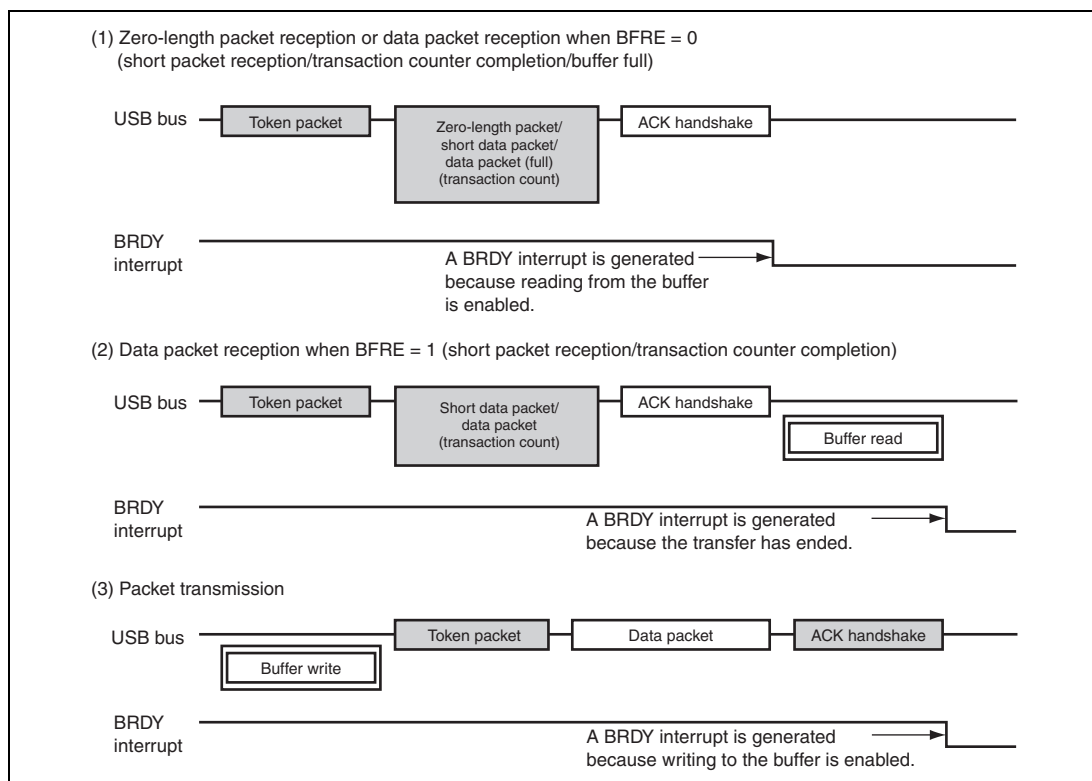 (1) Zero-length packet reception or data packet reception when BFRE = 0
(short packet reception/transaction counter completion/buffer full)
USB bus
Token packet
Zero-length packet/
short data packet/
data packet (full)
(transaction count)
ACK handshake
BRDY
interrupt
A BRDY interrupt is generated
because reading from the buffer
is enabled.
(2) Data packet reception when BFRE = 1 (short packet reception/transaction counter completion)
USB bus
Token packet
Short data packet/
data packet
(transaction count)
ACK handshake
Buffer read
BRDY
interrupt
A BRDY interrupt is generated
because the transfer has ended.
(3) Packet transmission
USB bus
Token packet
Data packet
ACK handshake
Buffer write
BRDY
interrupt
A BRDY interrupt is generated
because writing to the buffer is enabled.